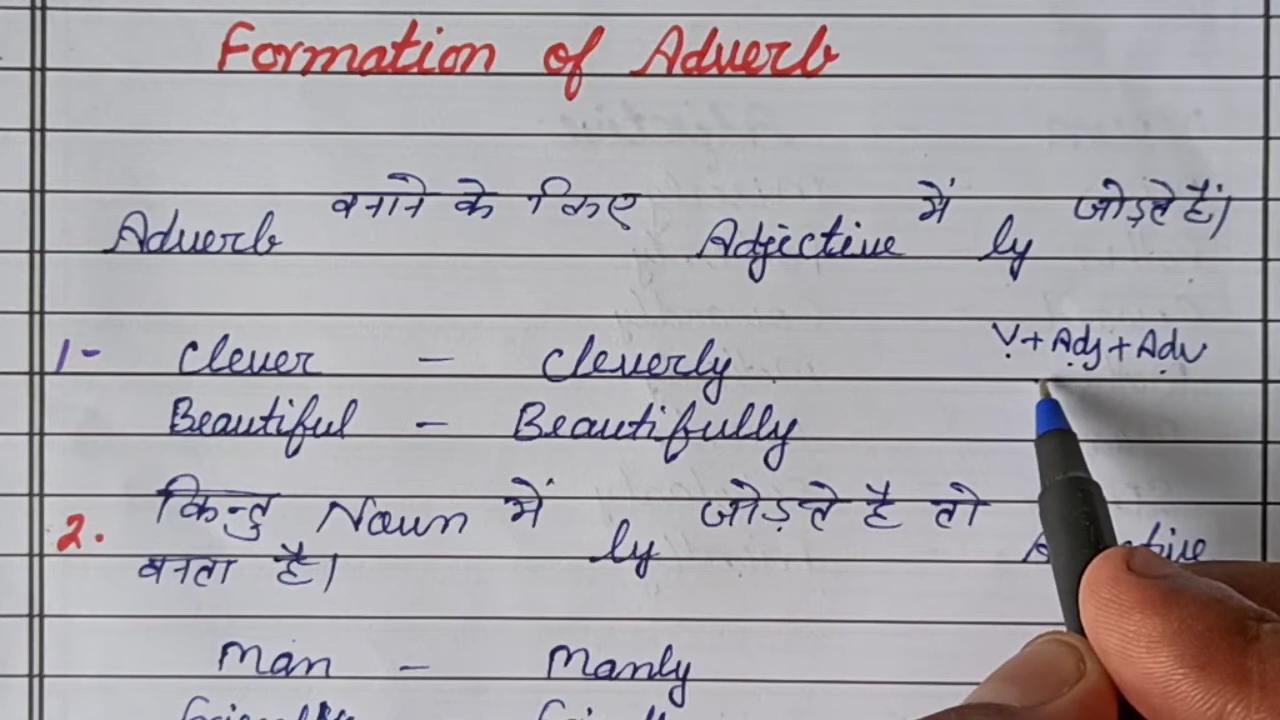 Formation of Adverb
Adverb बनाने के किए Adjective में ly जोड़ते हैं।
1- Clever - Cleverly V+Adj+Adv
Beautiful - Beautifully
2. किन्तु Noun में ly जोड़ते है तो
बनता है।
Man - Manly